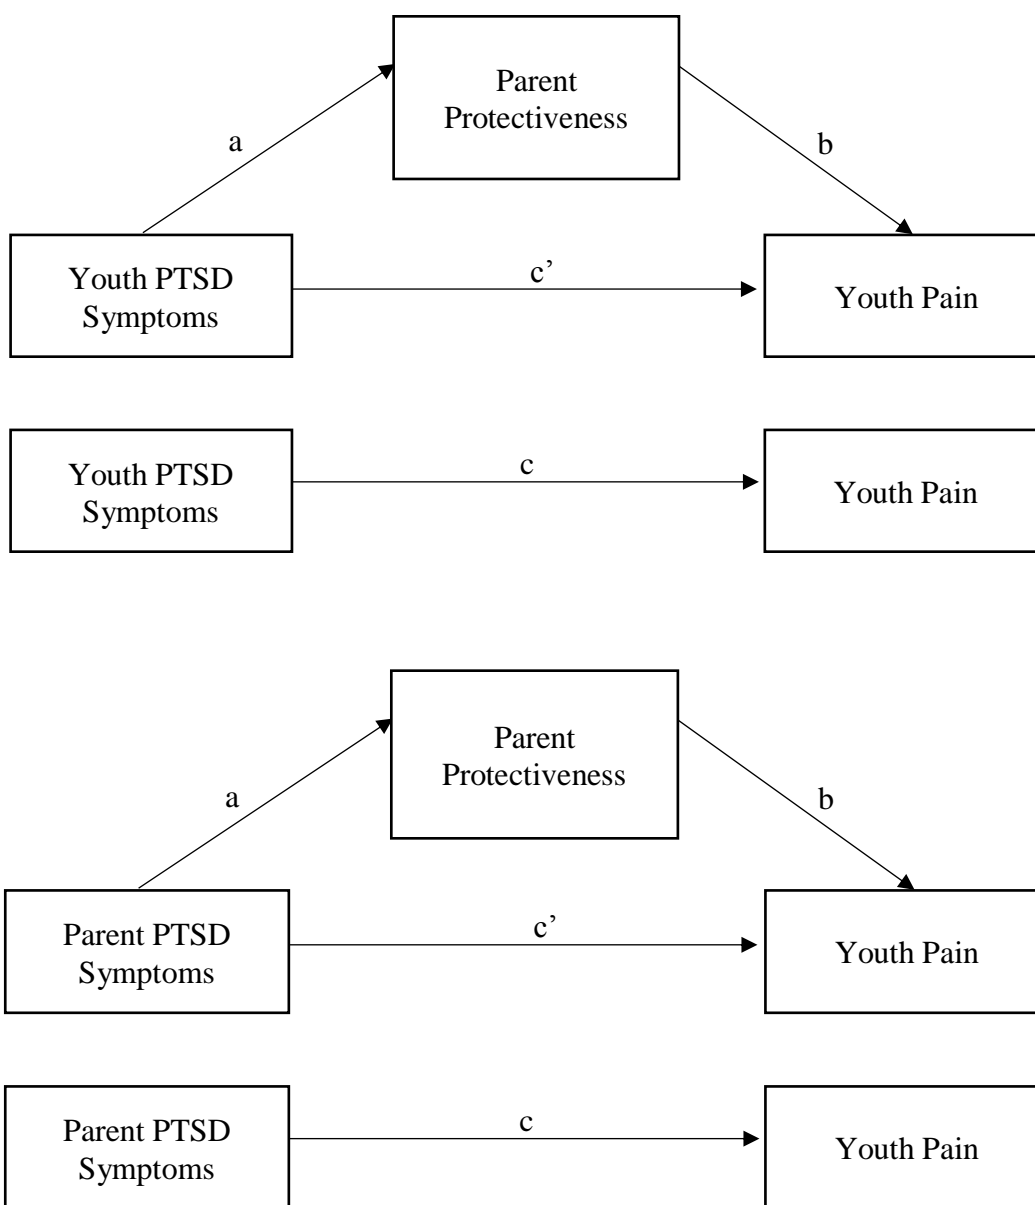 Parent
Protectiveness
a
b
Youth PTSD
Symptoms
c’
Youth Pain
Youth PTSD
Symptoms
c
Youth Pain
Parent
Protectiveness
a
b
Parent PTSD
Symptoms
c’
Youth Pain
Parent PTSD
Symptoms
c
Youth Pain